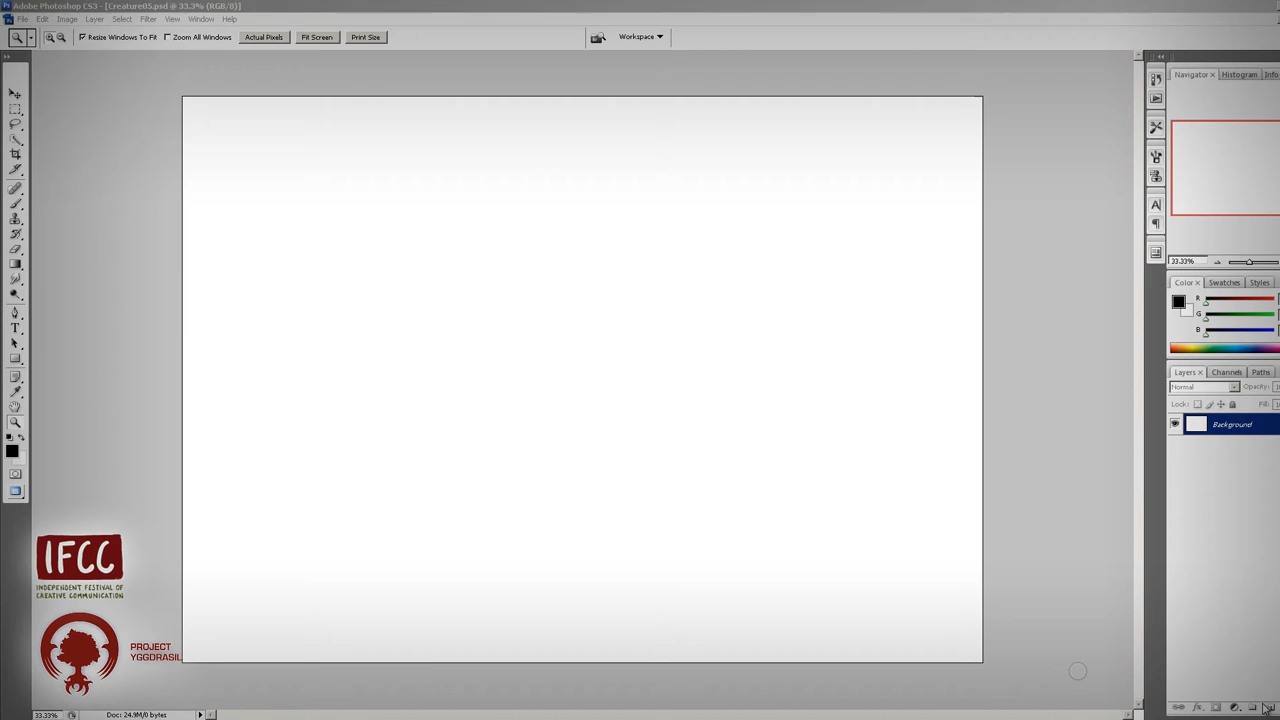 Adobe Photoshop CS3 - [Creature05.psd @ 33.3% (RGB/8)]
File Edit Image Layer Select Filter View Window Help
Resize Windows To Fit Zoom All Windows Actual Pixels Fit Screen Print Size Workspace
Navigator × Histogram Info
33.33%
Color × Swatches Styles
R
G
B
Layers × Channels Paths
Normal Opacity:
Lock: Fill:
Background
IFCC
INDEPENDENT FESTIVAL OF
CREATIVE COMMUNICATION
PROJECT
YGGDRASIL
33.33% Doc: 24.9M/0 bytes